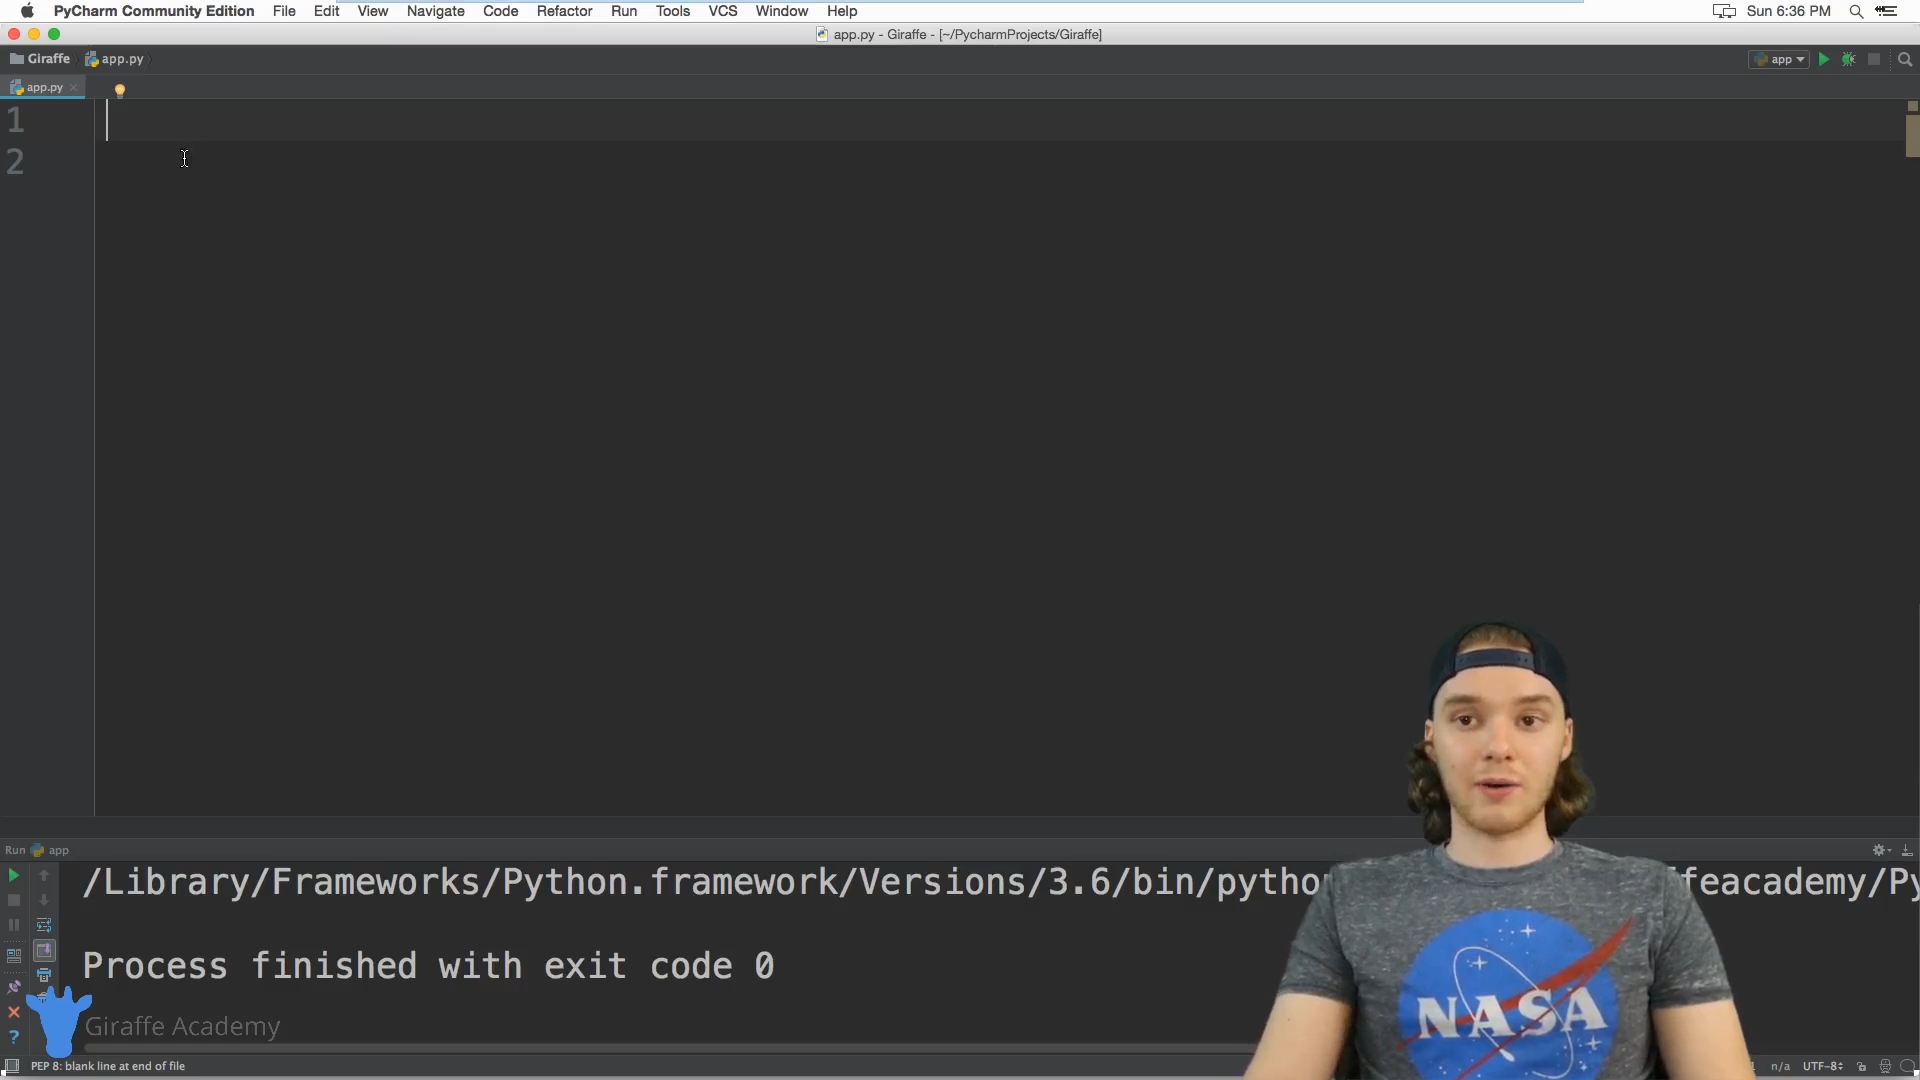 PyCharm Community Edition File Edit View Navigate Code Refactor Run Tools VCS Window Help Sun 6:36 PM
app.py - Giraffe - [~/PycharmProjects/Giraffe]
Giraffe app.py app
app.py
1
2
Run app
/Library/Frameworks/Python.framework/Versions/3.6/bin/pytho feacademy/Py
Process finished with exit code 0
Giraffe Academy
NASA
PEP 8: blank line at end of file n/a UTF-8